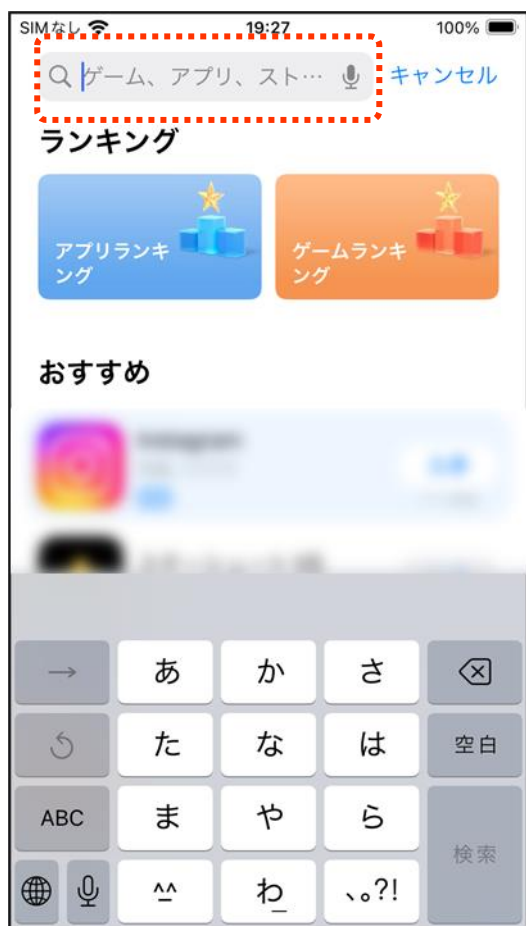 SIMなし 19:27 100%
ゲーム、アプリ、スト… キャンセル
ランキング
アプリランキ
ング
ゲームランキ
ング
おすすめ
→ あ か さ
た な は 空白
ABC ま や ら 検索
^^ わ_ 、。?!